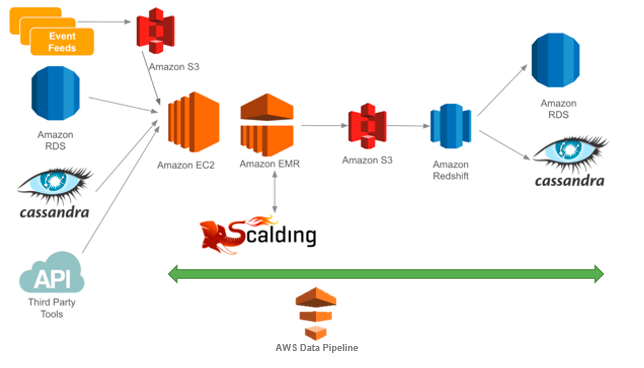 Event
Feeds
Amazon S3
Amazon
RDS
Amazon EC2
Amazon EMR
Amazon S3
Amazon
Redshift
Amazon
RDS
cassandra
cassandra
Scalding
API
Third Party
Tools
AWS Data Pipeline